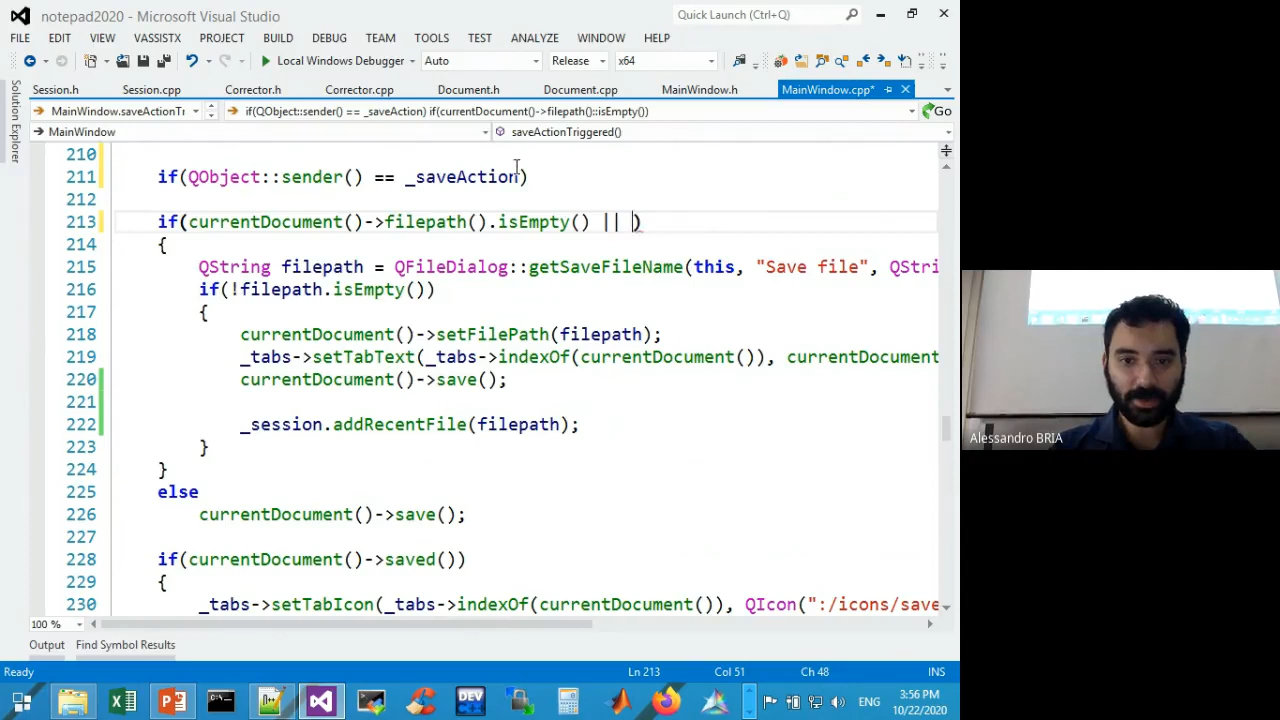 notepad2020 - Microsoft Visual Studio
Quick Launch (Ctrl+Q)
FILE EDIT VIEW VASSISTX PROJECT BUILD DEBUG TEAM TOOLS TEST ANALYZE WINDOW HELP
Local Windows Debugger Auto Release x64
Session.h Session.cpp Corrector.h Corrector.cpp Document.h Document.cpp MainWindow.h MainWindow.cpp*
MainWindow.saveActionTr if(QObject::sender() == _saveAction) if(currentDocument()->filepath()::isEmpty()) Go
MainWindow saveActionTriggered()
Solution Explorer
210
211 if(QObject::sender() == _saveAction)
212
213 if(currentDocument()->filepath().isEmpty() || )
214 {
215 QString filepath = QFileDialog::getSaveFileName(this, "Save file", QStri
216 if(!filepath.isEmpty())
217 {
218 currentDocument()->setFilePath(filepath);
219 _tabs->setTabText(_tabs->indexOf(currentDocument()), currentDocument
220 currentDocument()->save();
221
222 _session.addRecentFile(filepath);
223 }
224 }
225 else
226 currentDocument()->save();
227
228 if(currentDocument()->saved())
229 {
230 _tabs->setTabIcon(_tabs->indexOf(currentDocument()), QIcon(":/icons/save
100 %
Output Find Symbol Results
Ready Ln 213 Col 51 Ch 48 INS
DEV
ENG
3:56 PM
10/22/2020
Alessandro BRIA